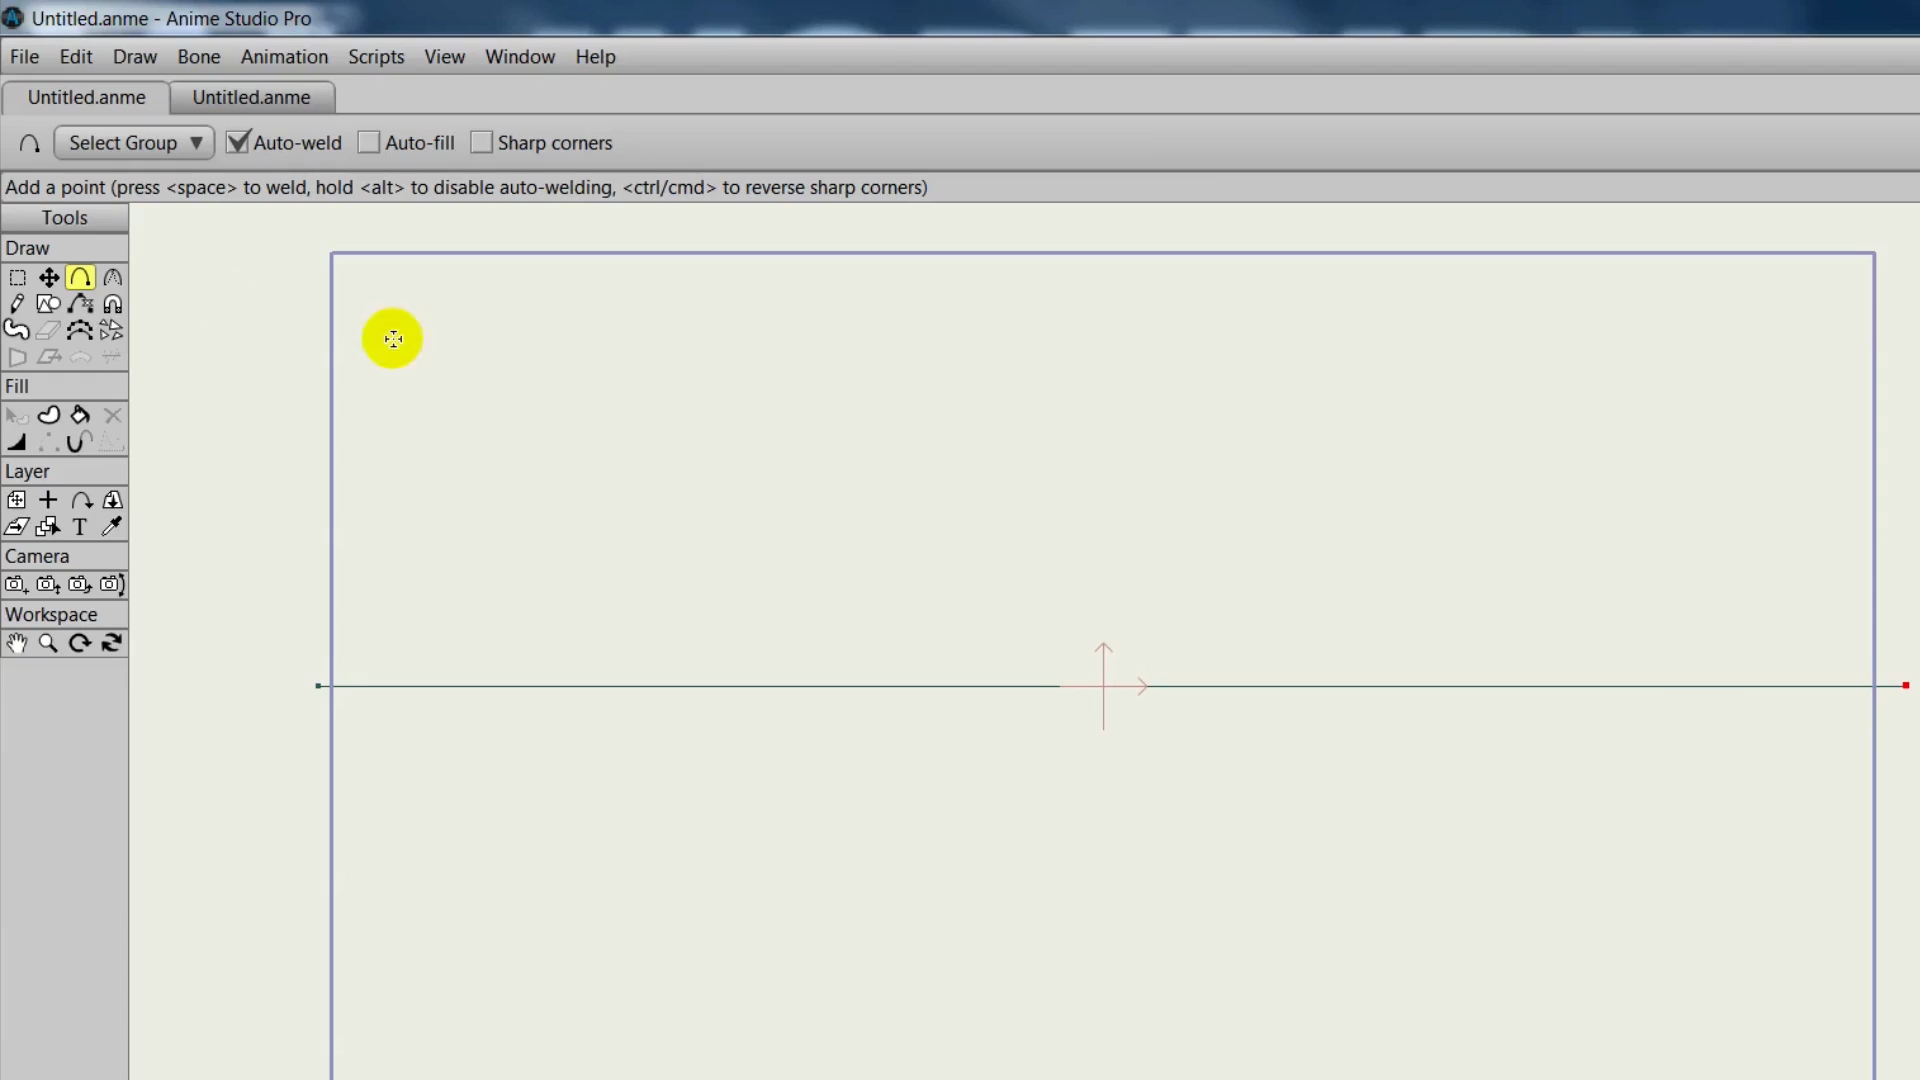 Untitled.anme - Anime Studio Pro
File Edit Draw Bone Animation Scripts View Window Help
Untitled.anme Untitled.anme
Select Group Auto-weld Auto-fill Sharp corners
Add a point (press <space> to weld, hold <alt> to disable auto-welding, <ctrl/cmd> to reverse sharp corners)
Tools
Draw
Fill
Layer
Camera
Workspace